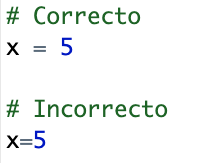 # Correcto
x = 5
# Incorrecto
x=5